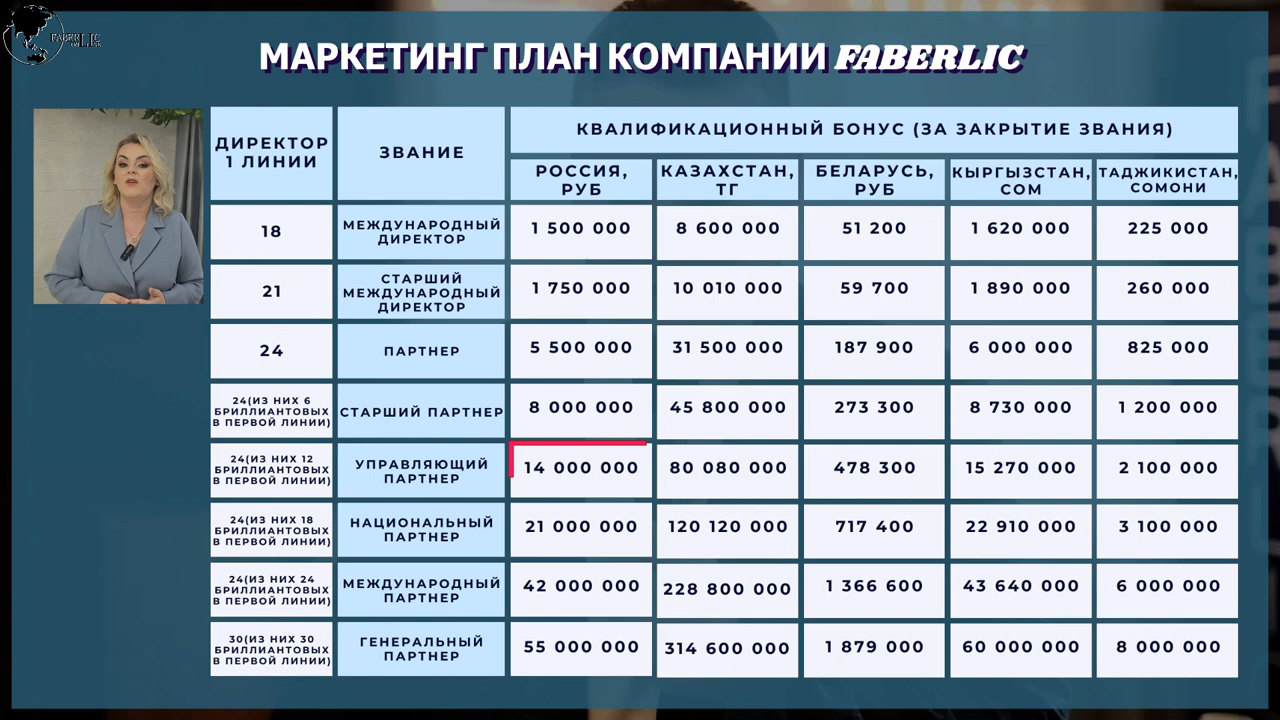 FABERLIC
МАРКЕТИНГ ПЛАН КОМПАНИИ FABERLIC
ДИРЕКТОР
1 ЛИНИИ
ЗВАНИЕ
КВАЛИФИКАЦИОННЫЙ БОНУС (ЗА ЗАКРЫТИЕ ЗВАНИЯ)
РОССИЯ,
РУБ
КАЗАХСТАН,
ТГ
БЕЛАРУСЬ,
РУБ
КЫРГЫЗСТАН,
СОМ
ТАДЖИКИСТАН,
СОМОНИ
18
МЕЖДУНАРОДНЫЙ
ДИРЕКТОР
1 500 000
8 600 000
51 200
1 620 000
225 000
21
СТАРШИЙ
МЕЖДУНАРОДНЫЙ
ДИРЕКТОР
1 750 000
10 010 000
59 700
1 890 000
260 000
24
ПАРТНЕР
5 500 000
31 500 000
187 900
6 000 000
825 000
24(ИЗ НИХ 6
БРИЛЛИАНТОВЫХ
В ПЕРВОЙ ЛИНИИ)
СТАРШИЙ ПАРТНЕР
8 000 000
45 800 000
273 300
8 730 000
1 200 000
24(ИЗ НИХ 12
БРИЛЛИАНТОВЫХ
В ПЕРВОЙ ЛИНИИ)
УПРАВЛЯЮЩИЙ
ПАРТНЕР
14 000 000
80 080 000
478 300
15 270 000
2 100 000
24(ИЗ НИХ 18
БРИЛЛИАНТОВЫХ
В ПЕРВОЙ ЛИНИИ)
НАЦИОНАЛЬНЫЙ
ПАРТНЕР
21 000 000
120 120 000
717 400
22 910 000
3 100 000
24(ИЗ НИХ 24
БРИЛЛИАНТОВЫХ
В ПЕРВОЙ ЛИНИИ)
МЕЖДУНАРОДНЫЙ
ПАРТНЕР
42 000 000
228 800 000
1 366 600
43 640 000
6 000 000
30(ИЗ НИХ 30
БРИЛЛИАНТОВЫХ
В ПЕРВОЙ ЛИНИИ)
ГЕНЕРАЛЬНЫЙ
ПАРТНЕР
55 000 000
314 600 000
1 879 000
60 000 000
8 000 000